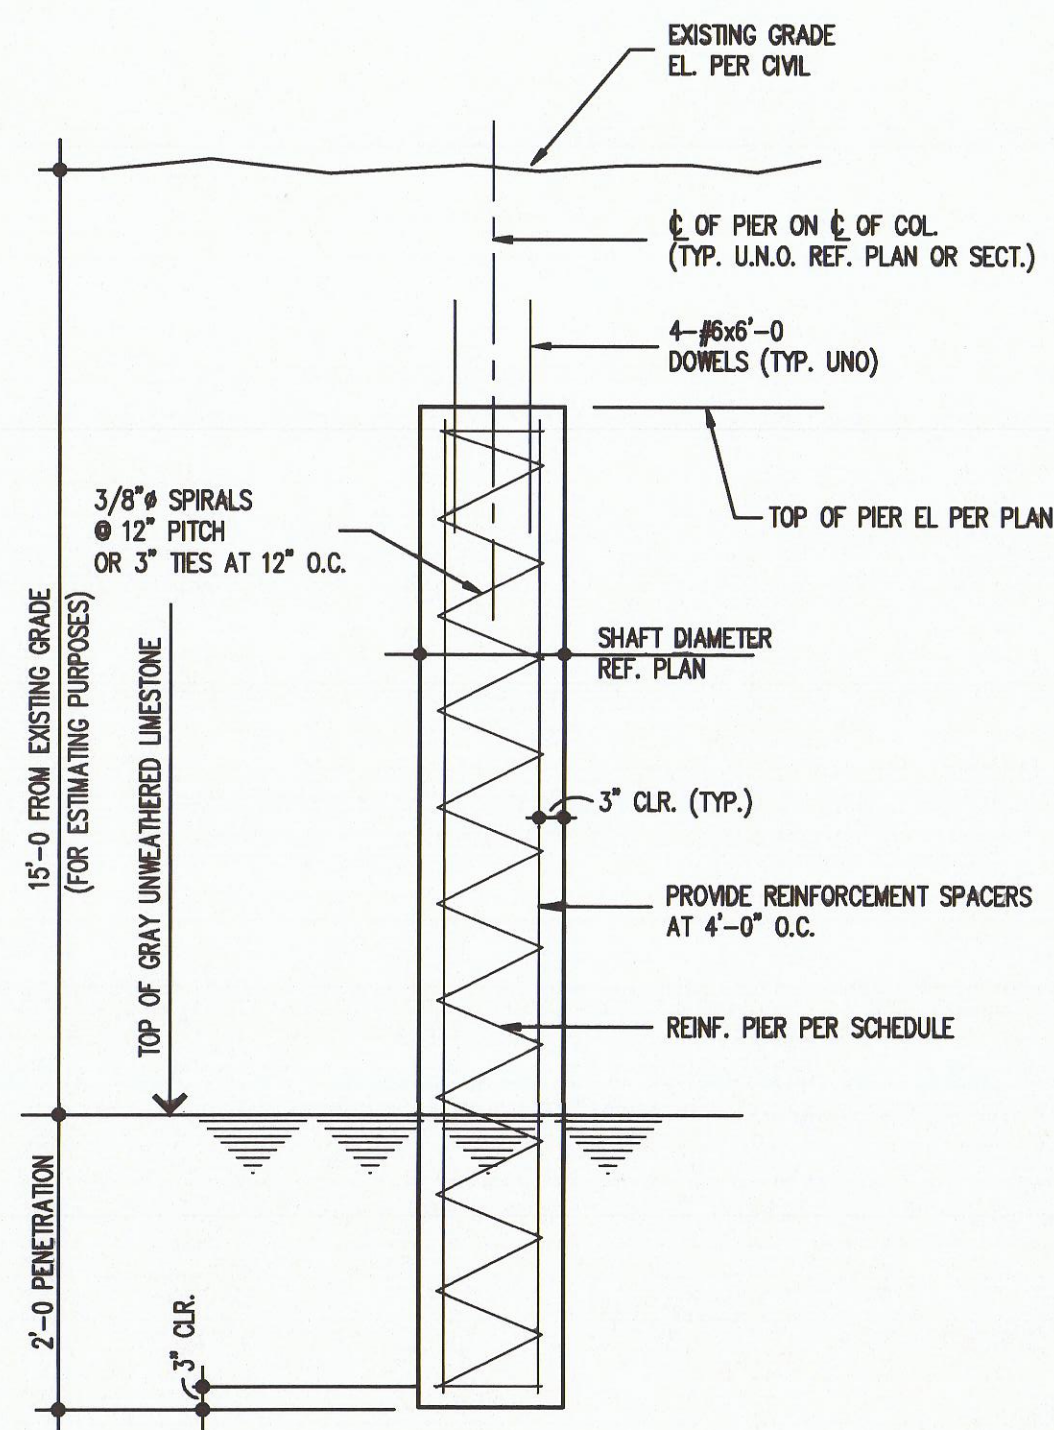 EXISTING GRADE
EL. PER CIVIL
℄ OF PIER ON ℄ OF COL.
(TYP. U.N.O. REF. PLAN OR SECT.)
4-#6x6'-0
DOWELS (TYP. UNO)
3/8"ø SPIRALS
@ 12" PITCH
OR 3" TIES AT 12" O.C.
TOP OF PIER EL PER PLAN
SHAFT DIAMETER
REF. PLAN
15'-0 FROM EXISTING GRADE
(FOR ESTIMATING PURPOSES)
TOP OF GRAY UNWEATHERED LIMESTONE
3" CLR. (TYP.)
PROVIDE REINFORCEMENT SPACERS
AT 4'-0" O.C.
REINF. PIER PER SCHEDULE
2'-0 PENETRATION
3" CLR.